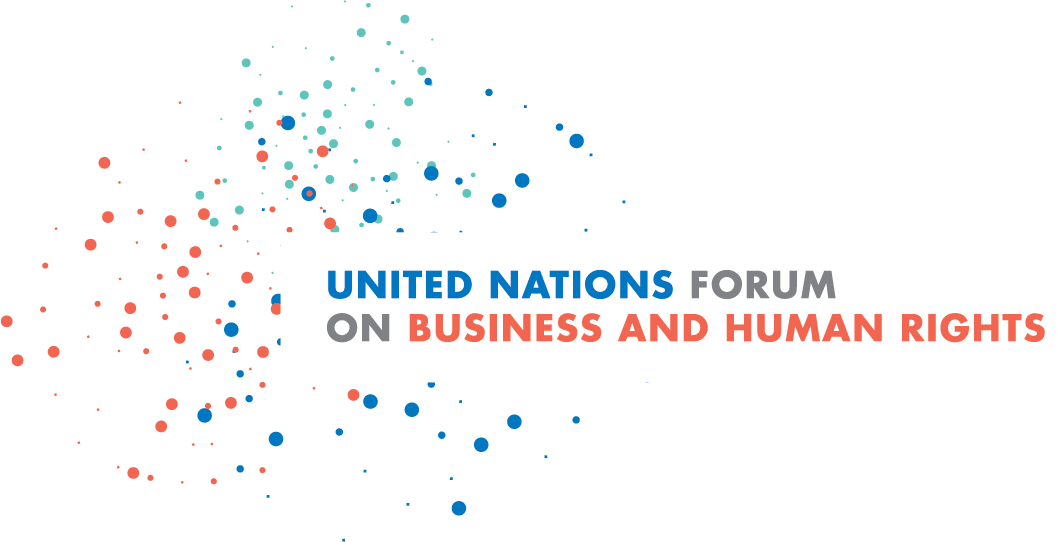 UNITED NATIONS FORUM
ON BUSINESS AND HUMAN RIGHTS